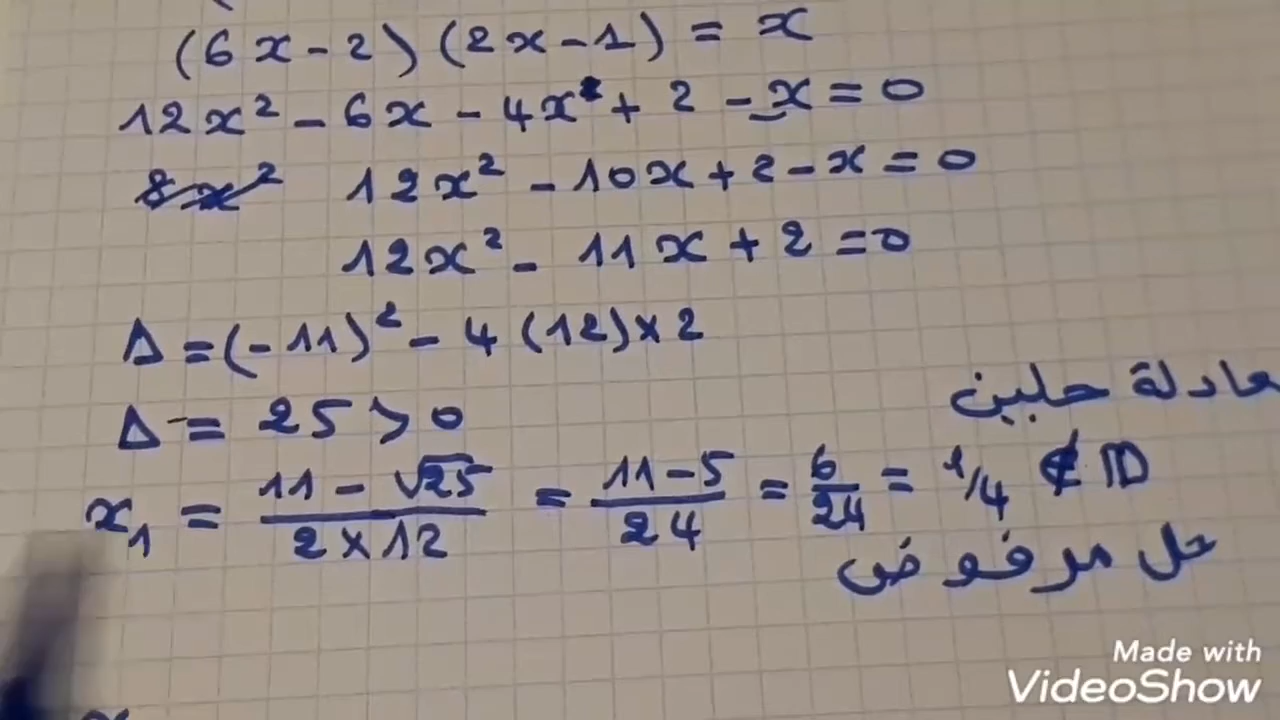 (6x - 2) (2x - 1) = x
12x² - 6x - 4x + 2 - x = 0
8x² 12x² - 10x + 2 - x = 0
12x² - 11x + 2 = 0
Δ = (-11)² - 4 (12) × 2
Δ = 25 > 0
عادلة حلين
x₁ = (11 - √25)/(2 × 12) = (11 - 5)/24 = 6/24 = 1/4 ∉ ID
حل مرفوض
Made with
VideoShow